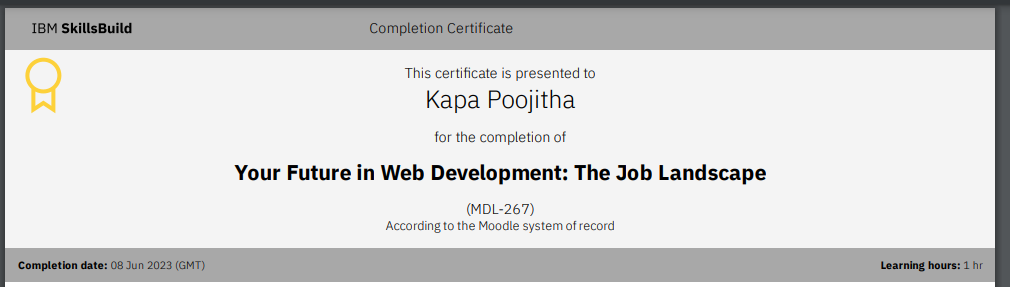 IBM SkillsBuild
Completion Certificate
This certificate is presented to
Kapa Poojitha
for the completion of
Your Future in Web Development: The Job Landscape
(MDL-267)
According to the Moodle system of record
Completion date: 08 Jun 2023 (GMT)
Learning hours: 1 hr